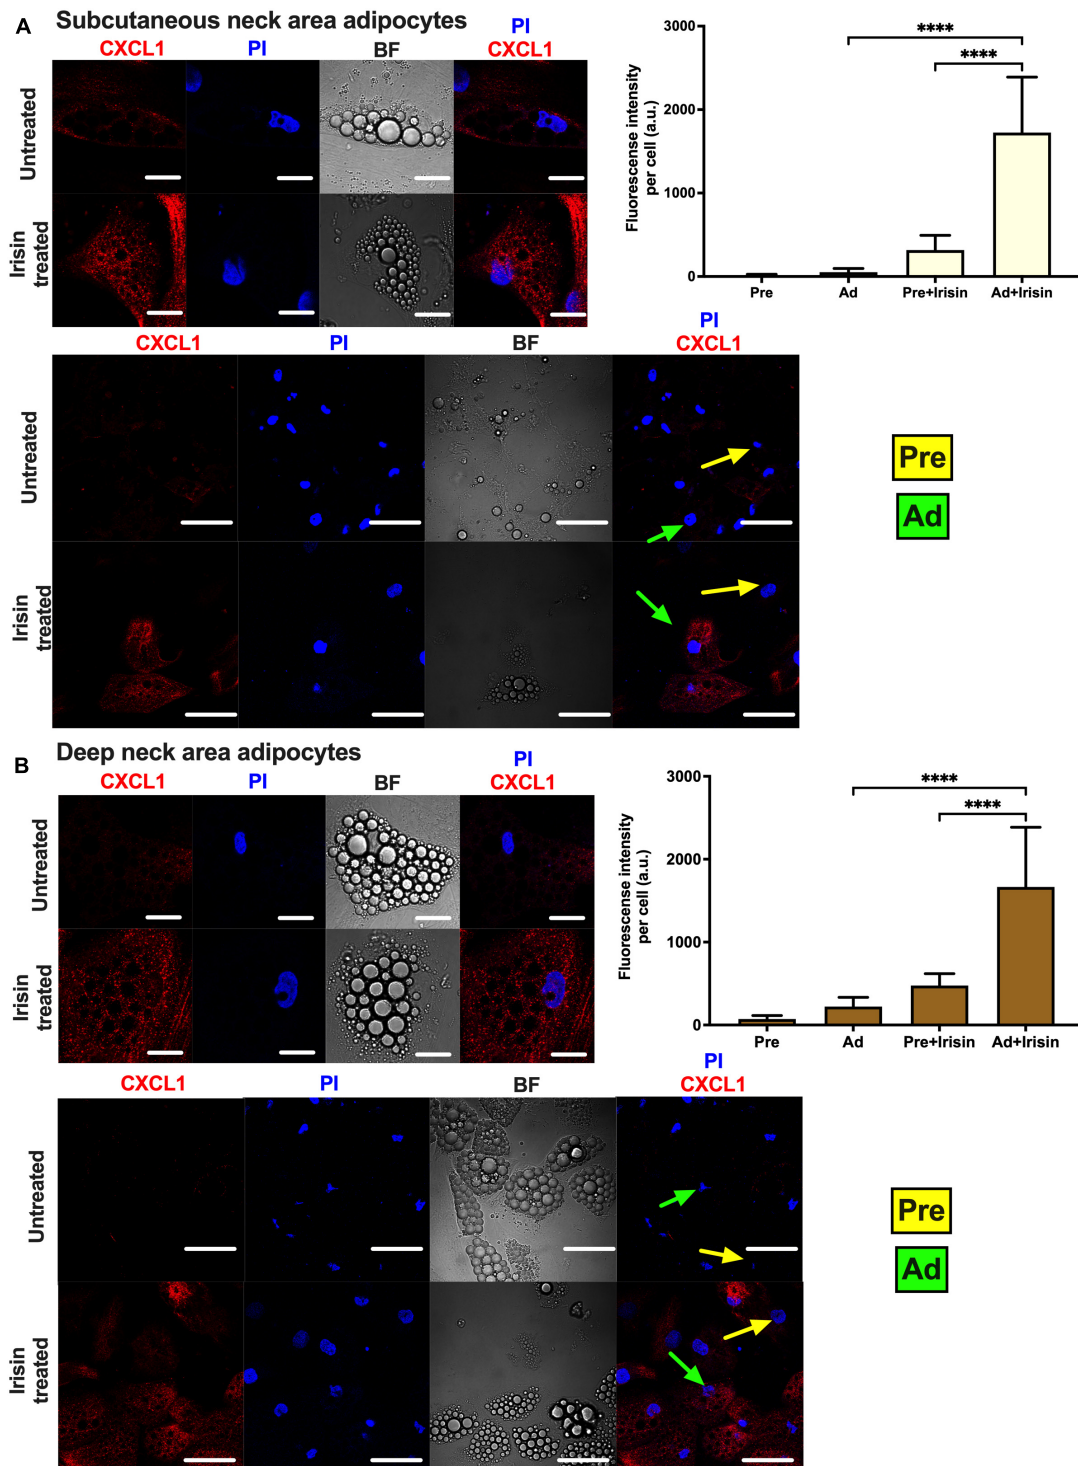 A
Subcutaneous neck area adipocytes
PI
CXCL1 PI BF CXCL1
Untreated
Irisin treated
Fluorescense intensity
per cell (a.u.)
3000
2000
1000
0
****
****
Pre Ad Pre+Irisin Ad+Irisin
PI
CXCL1 PI BF CXCL1
Untreated
Irisin treated
Pre
Ad
B
Deep neck area adipocytes
PI
CXCL1 PI BF CXCL1
Untreated
Irisin treated
Fluorescense intensity
per cell (a.u.)
3000
2000
1000
0
****
****
Pre Ad Pre+Irisin Ad+Irisin
PI
CXCL1 PI BF CXCL1
Untreated
Irisin treated
Pre
Ad